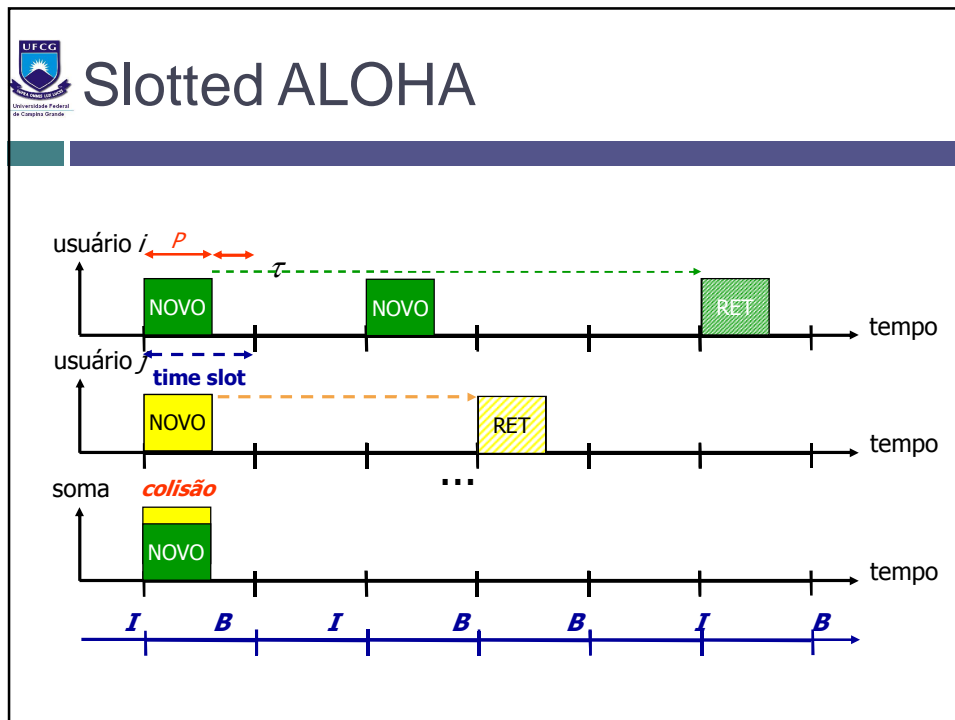 UFCG
Universidade Federal
de Campina Grande
Slotted ALOHA
usuário i
P
τ
NOVO
NOVO
RET
tempo
usuário j
time slot
NOVO
RET
tempo
...
soma
colisão
NOVO
tempo
I B I B B I B